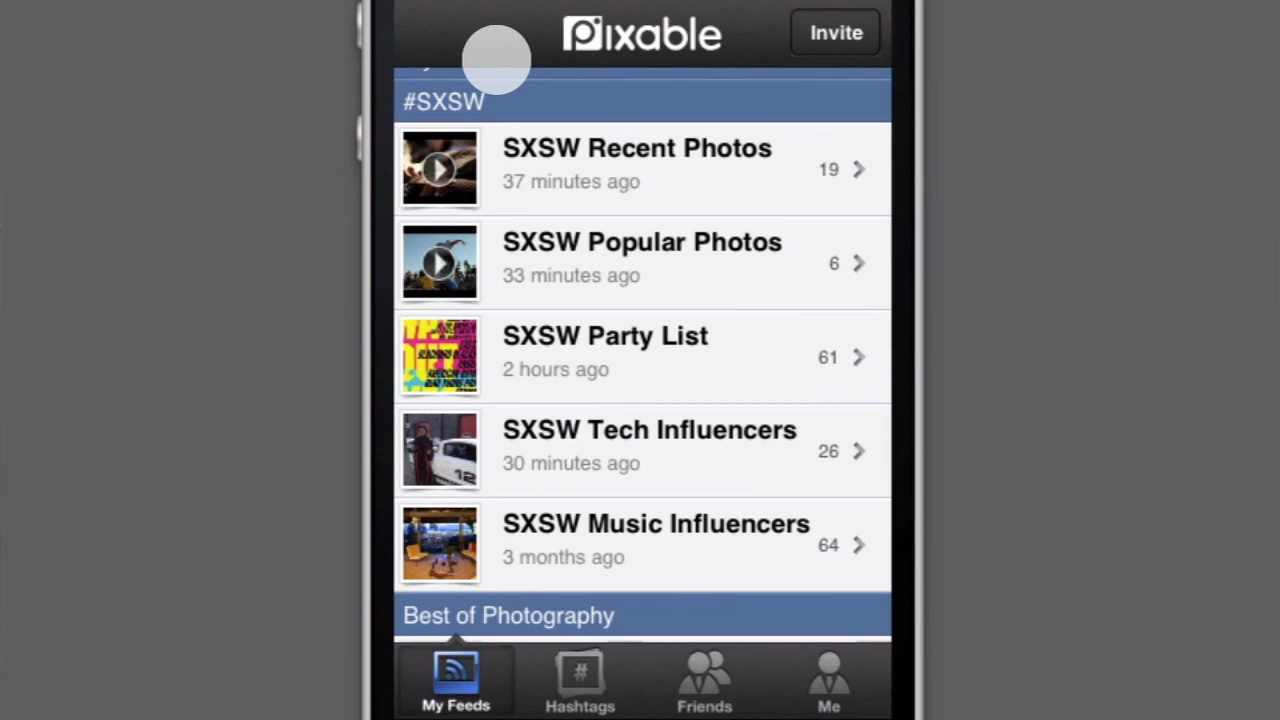 Pixable
Invite
#SXSW
SXSW Recent Photos
37 minutes ago
19
SXSW Popular Photos
33 minutes ago
6
SXSW Party List
2 hours ago
61
SXSW Tech Influencers
30 minutes ago
26
12
SXSW Music Influencers
3 months ago
64
Best of Photography
#
My Feeds
Hashtags
Friends
Me